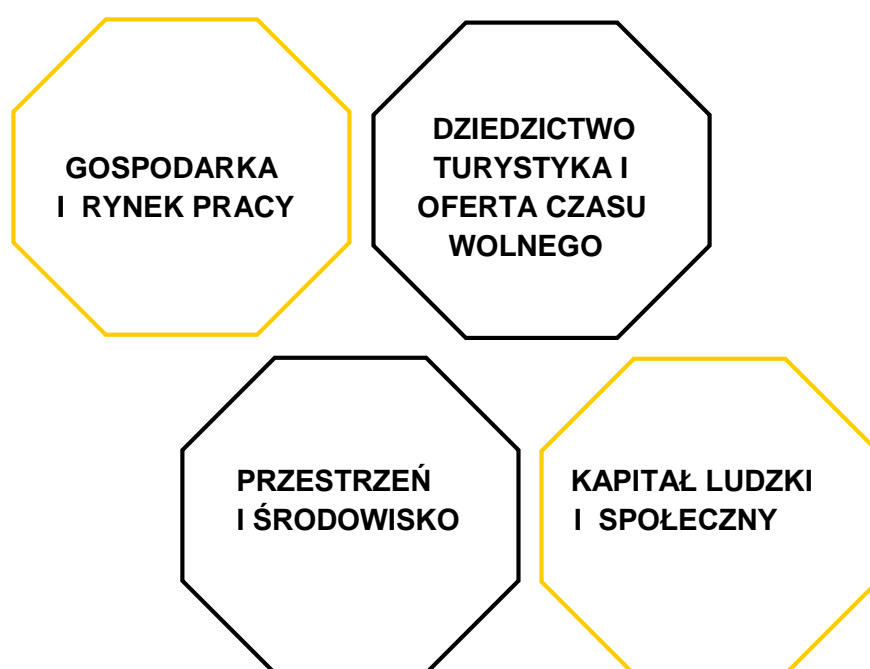 GOSPODARKA
I RYNEK PRACY
DZIEDZICTWO
TURYSTYKA I
OFERTA CZASU
WOLNEGO
PRZESTRZEŃ
I ŚRODOWISKO
KAPITAŁ LUDZKI
I SPOŁECZNY